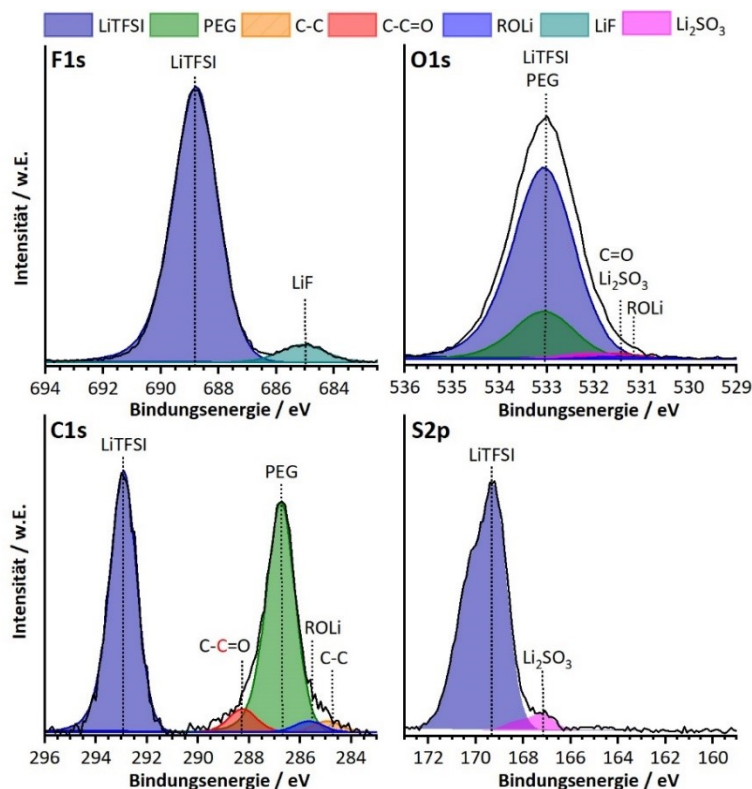 LiTFSI PEG C-C C-C=O ROLi LiF Li₂SO₃
F1s
LiTFSI
LiF
Intensität / w.E.
694 692 690 688 686 684
Bindungsenergie / eV
O1s
LiTFSI
PEG
C=O
Li₂SO₃
ROLi
536 535 534 533 532 531 530 529
Bindungsenergie / eV
C1s
LiTFSI
PEG
C-C=O
ROLi
C-C
Intensität / w.E.
296 294 292 290 288 286 284
Bindungsenergie / eV
S2p
LiTFSI
Li₂SO₃
172 170 168 166 164 162 160
Bindungsenergie / eV